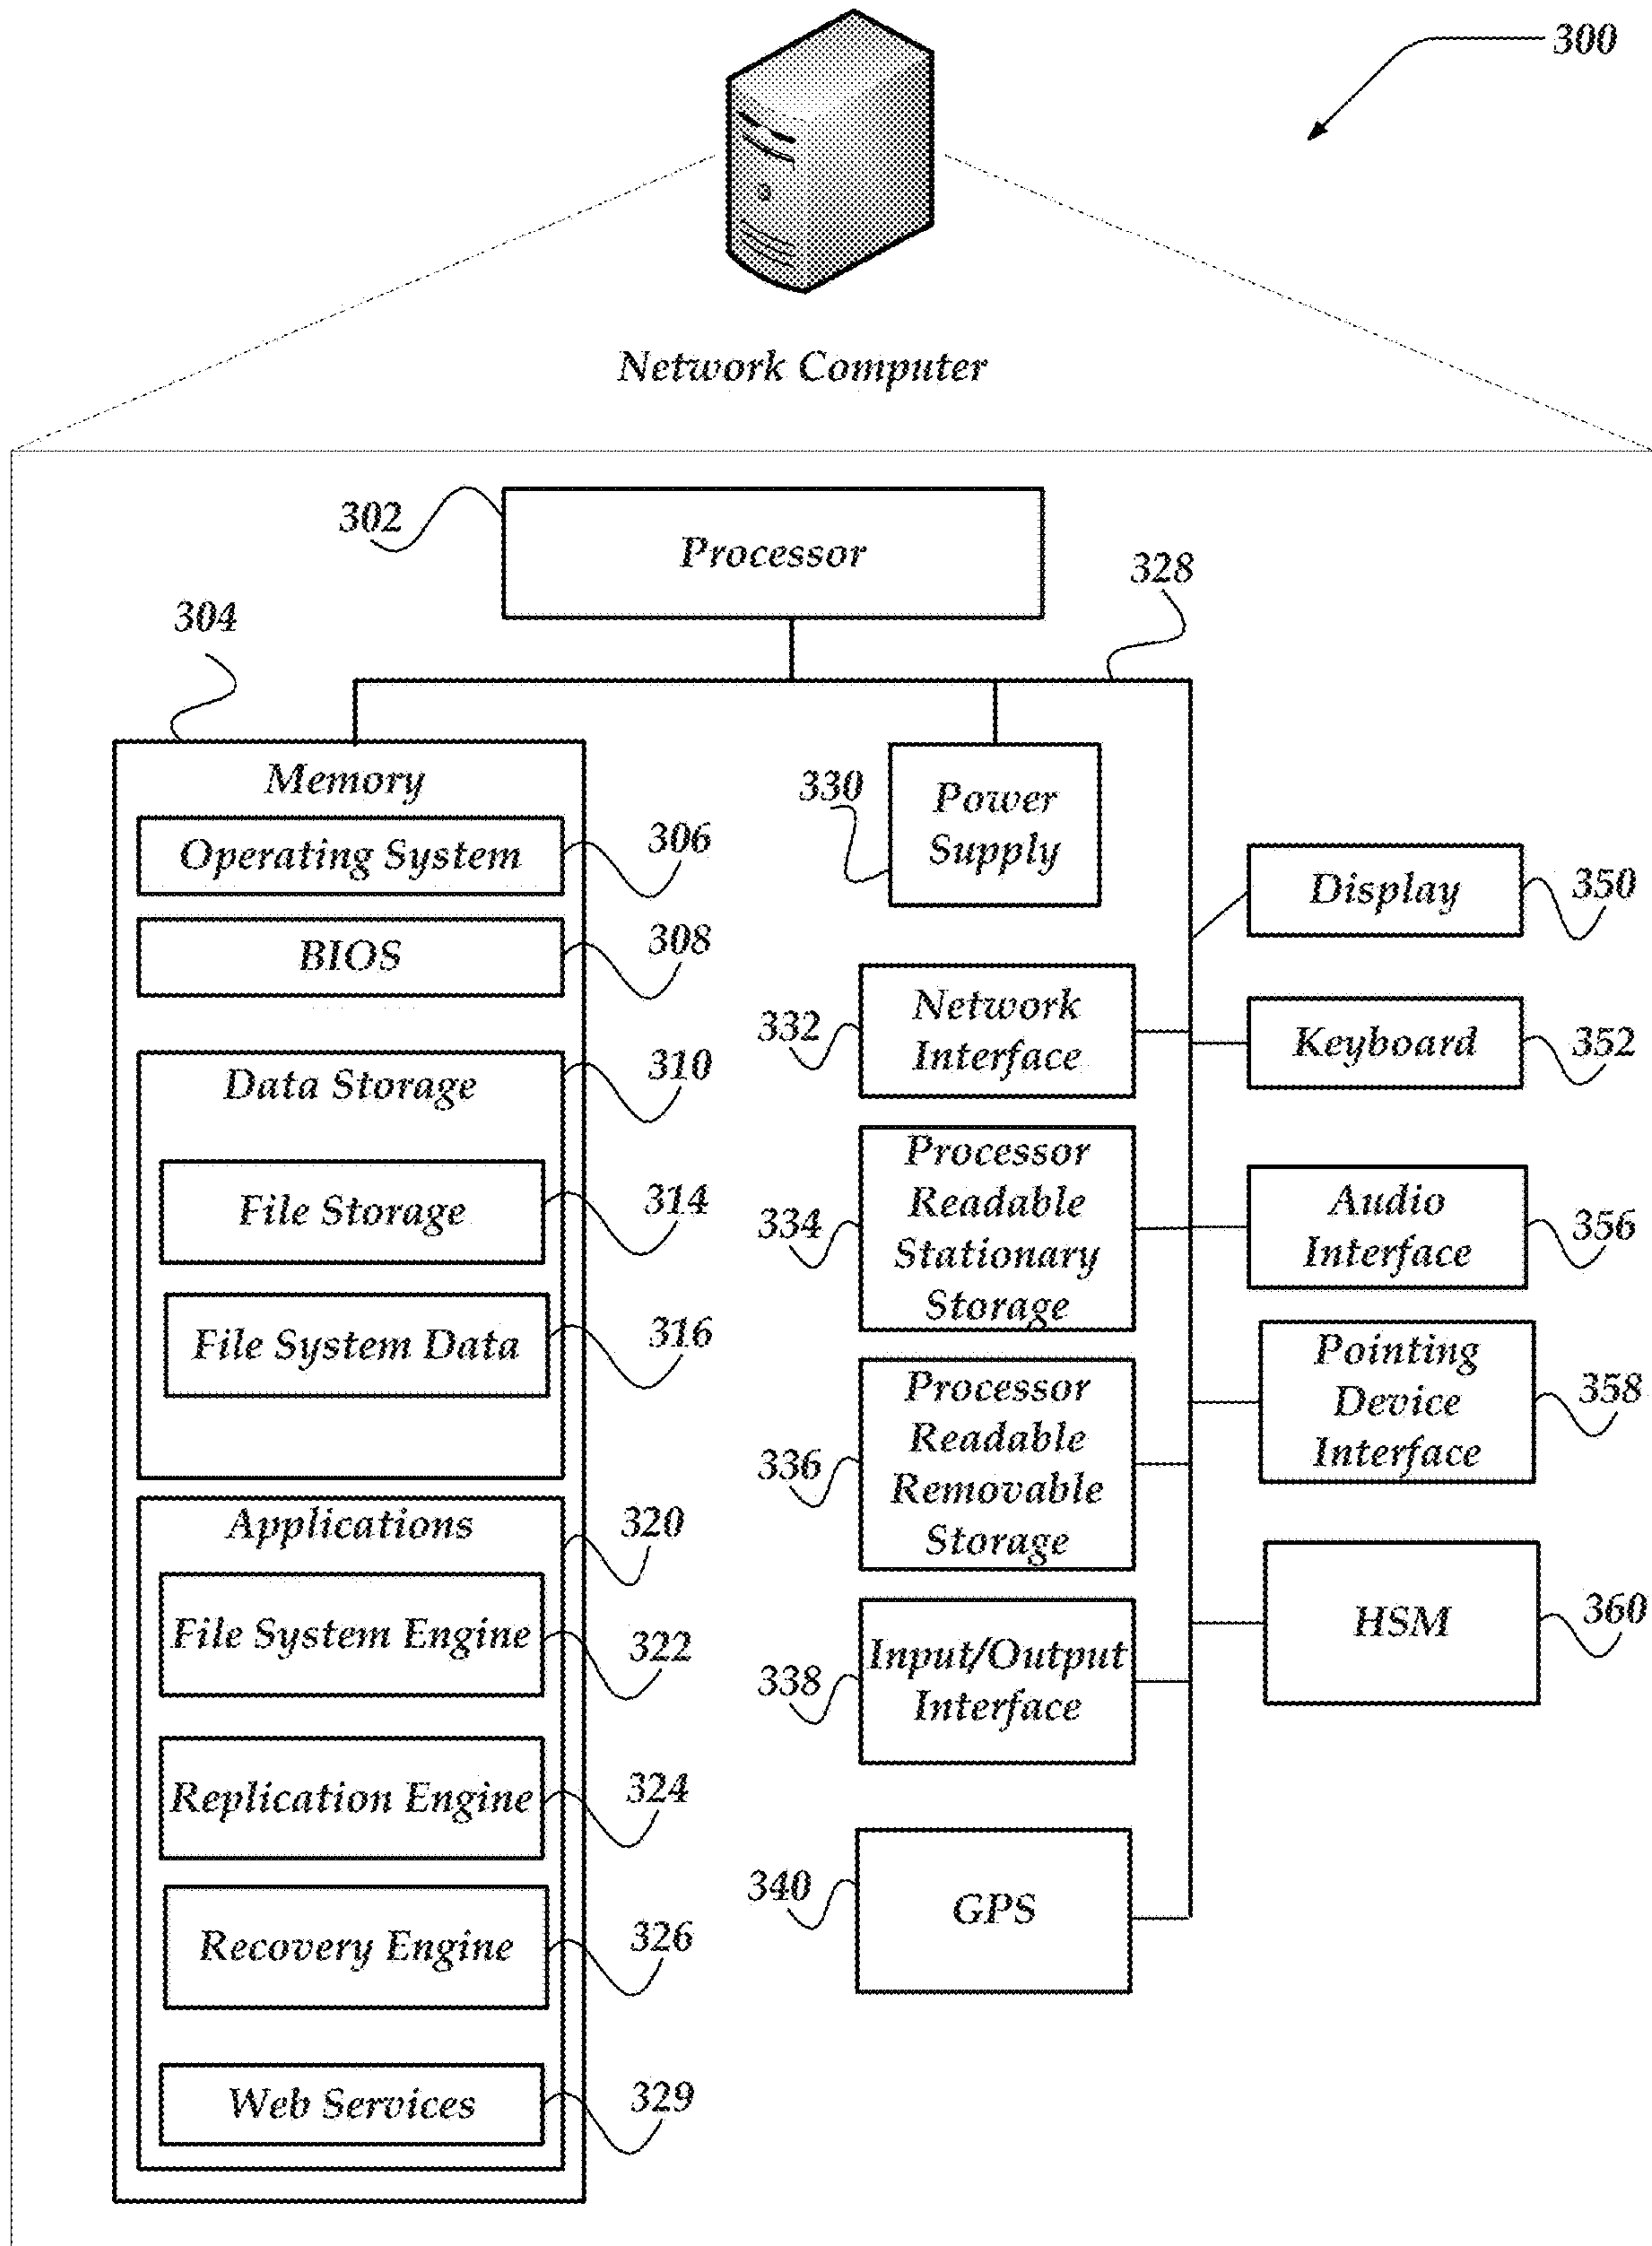 300
Network Computer
302
Processor
328
304
Memory
Operating System
306
BIOS
308
Data Storage
310
File Storage
314
File System Data
316
Applications
320
File System Engine
322
Replication Engine
324
Recovery Engine
326
Web Services
329
330
Power
Supply
332
Network
Interface
334
Processor
Readable
Stationary
Storage
336
Processor
Readable
Removable
Storage
338
Input/Output
Interface
340
GPS
Display
350
Keyboard
352
Audio
Interface
356
Pointing
Device
Interface
358
HSM
360